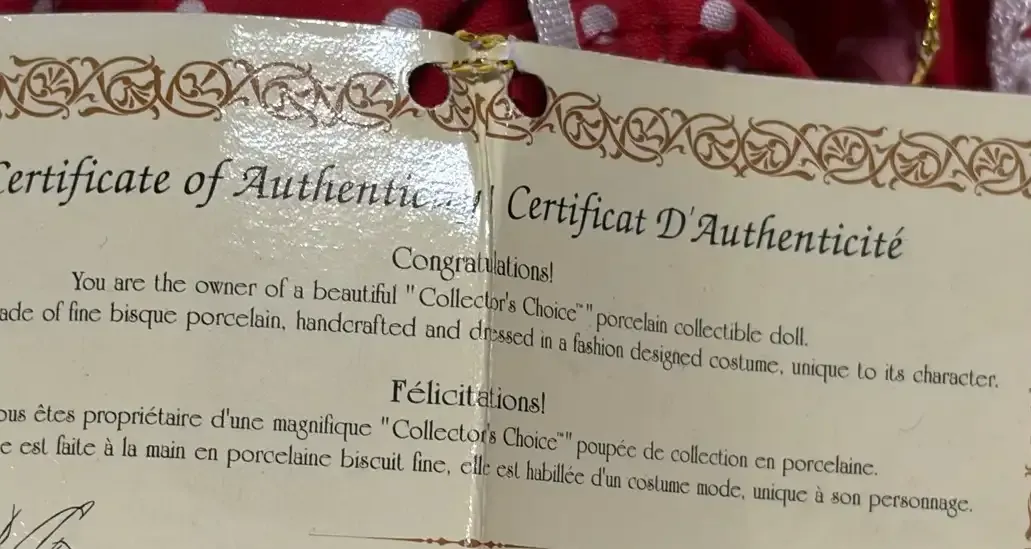 Certificate of Authentic Certificat D'Authenticité
Congratulations!
You are the owner of a beautiful "Collector's Choice™" porcelain collectible doll.
ade of fine bisque porcelain, handcrafted and dressed in a fashion designed costume, unique to its character.
Félicitations!
ous êtes propriétaire d'une magnifique "Collector's Choice™" poupée de collection en porcelaine.
e est faite à la main en porcelaine biscuit fine, elle est habillée d'un costume mode, unique à son personnage.